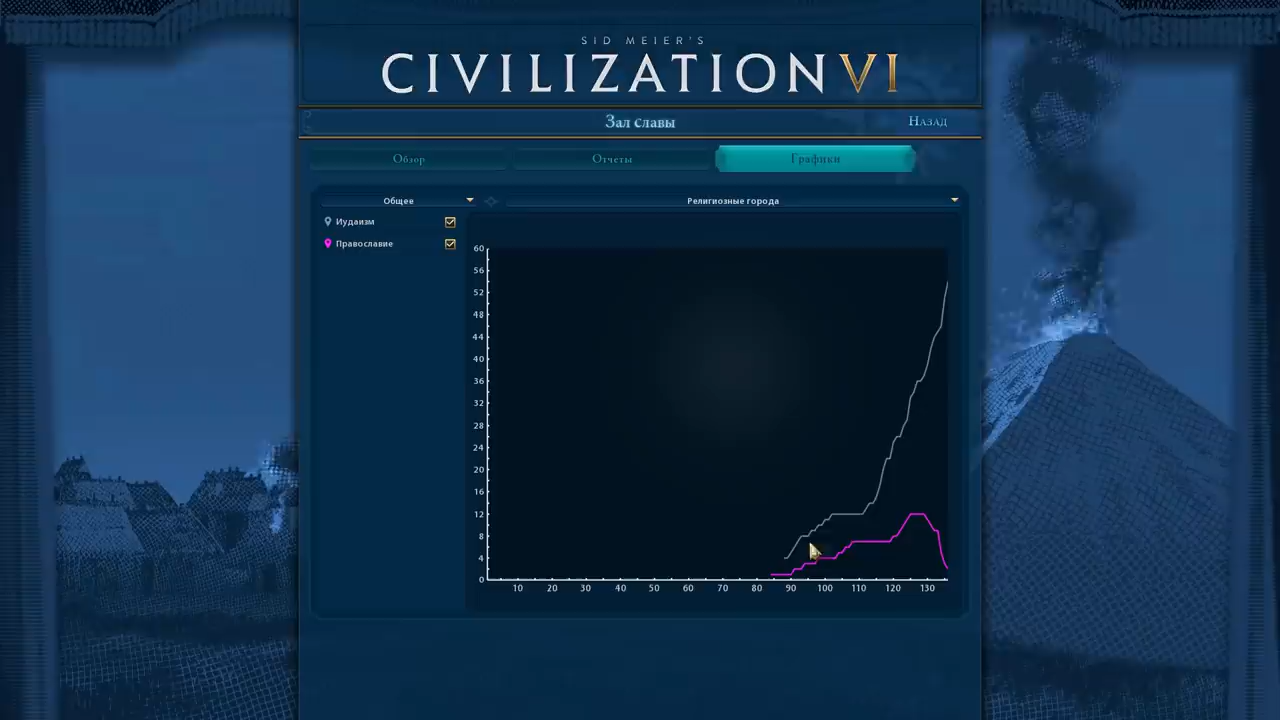 SID MEIER'S
CIVILIZATION VI
Зал славы
Назад
Обзор
Отчеты
Графики
Общее
Религиозные города
Иудаизм
Православие
60
56
52
48
44
40
36
32
28
24
20
16
12
8
4
0
10 20 30 40 50 60 70 80 90 100 110 120 130